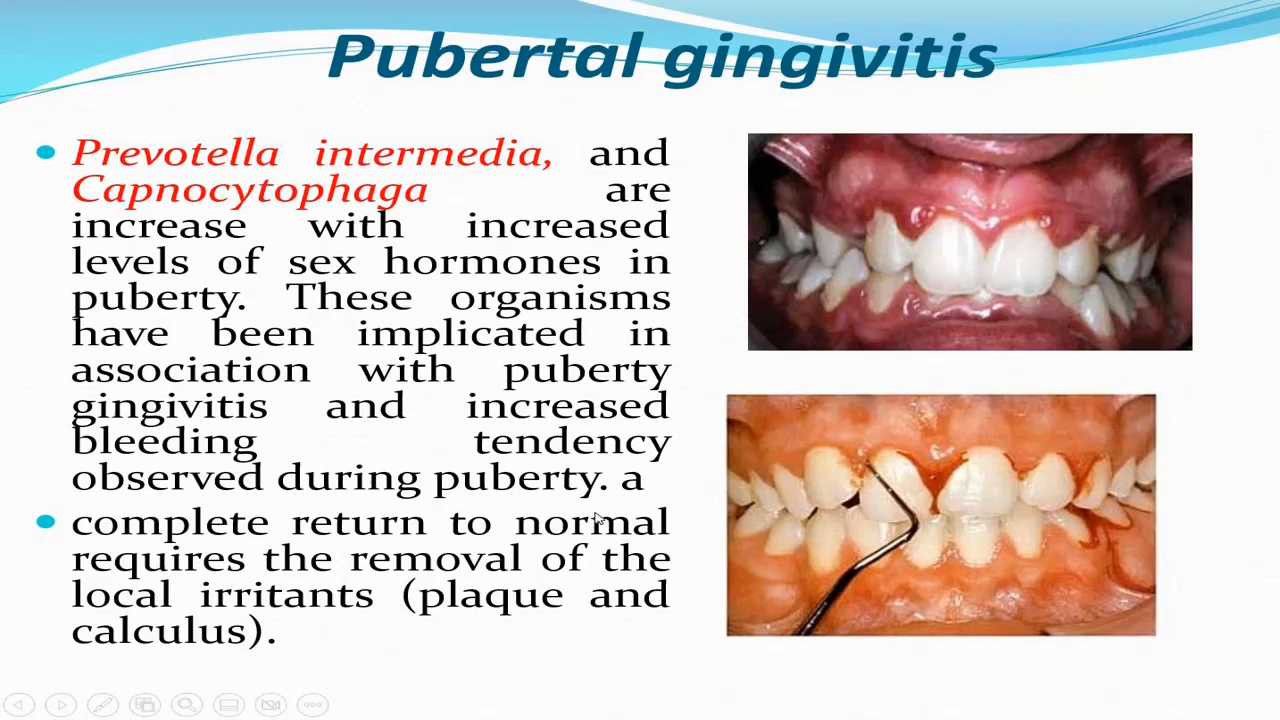 Pubertal gingivitis
• Prevotella intermedia, and
Capnocytophaga are
increase with increased
levels of sex hormones in
puberty. These organisms
have been implicated in
association with puberty
gingivitis and increased
bleeding tendency
observed during puberty. a
• complete return to normal
requires the removal of the
local irritants (plaque and
calculus).